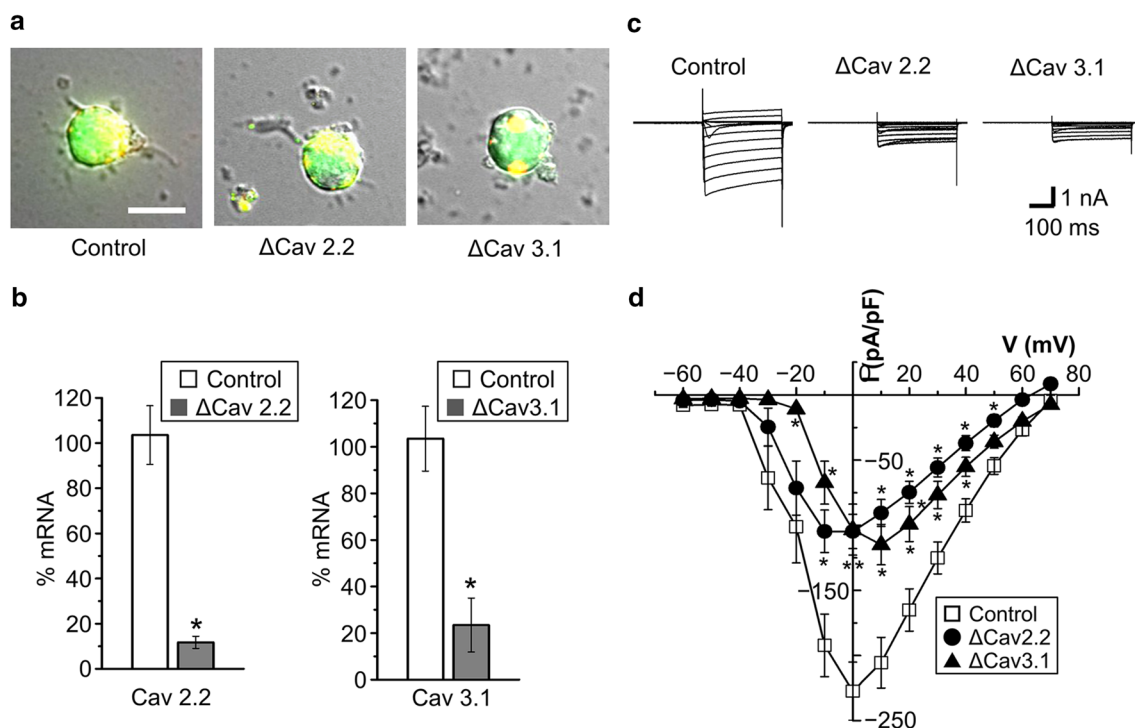 a
Control
ΔCav 2.2
ΔCav 3.1
b
Control
ΔCav 2.2
120
100
80
60
40
20
0
% mRNA
*
Cav 2.2
Control
ΔCav3.1
120
100
80
60
40
20
0
% mRNA
*
Cav 3.1
c
Control
ΔCav 2.2
ΔCav 3.1
1 nA
100 ms
d
I (pA/pF)
V (mV)
−60 −40 −20 20 40 60 80
−50
−150
−250
* * * * * * * * * * * * * * *
Control
ΔCav2.2
ΔCav3.1